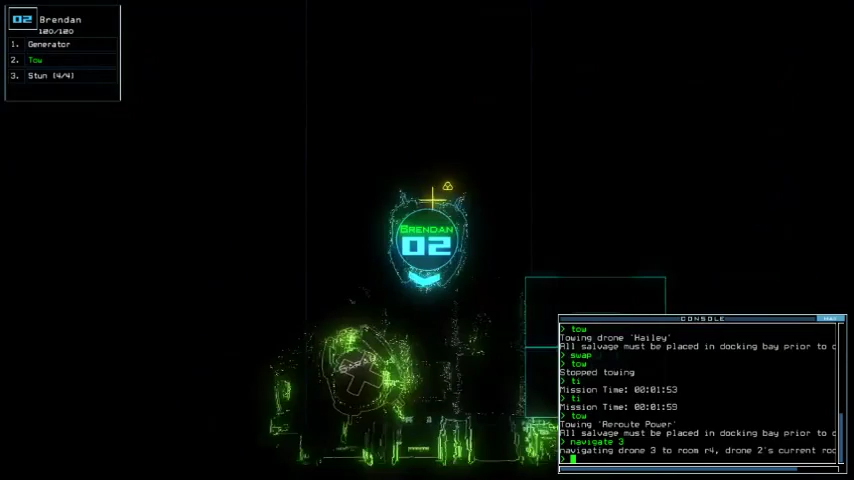 02 Brendan
100/100
1. Generator
2. Tow
3. Stun (4/4)
BRENDAN
02
CONSOLE
> tow
Towing drone 'Hailey'
All salvage must be placed in docking bay prior to
> swap
> tow
Stopped towing
> ti
Mission Time: 00:01:53
> ti
Mission Time: 00:01:59
> tow
Towing 'Reroute Power'
All salvage must be placed in docking bay prior to
> navigate 3
navigating drone 3 to room r4, drone 2's current roo
>